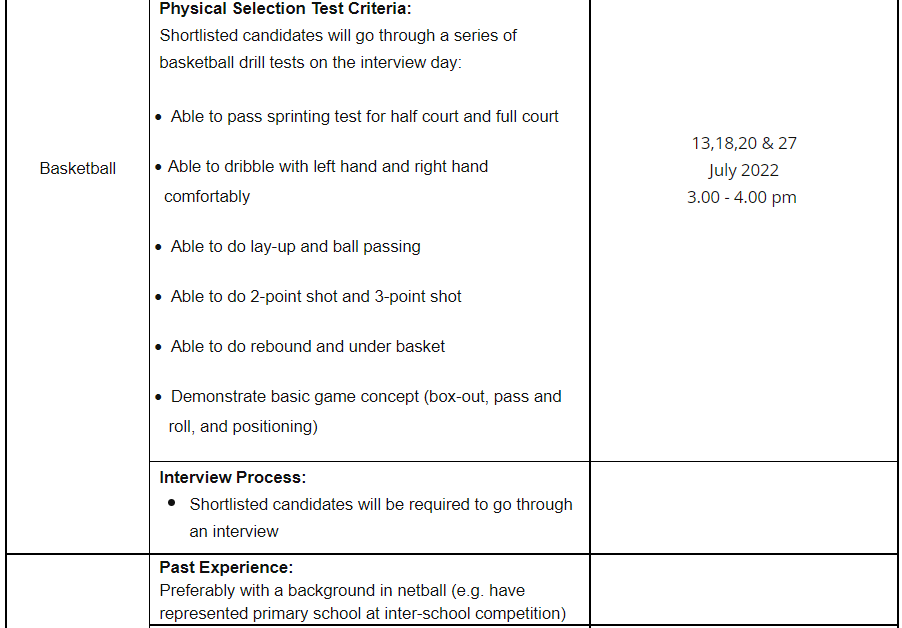 Physical Selection Test Criteria:
Shortlisted candidates will go through a series of
basketball drill tests on the interview day:
• Able to pass sprinting test for half court and full court
Basketball
• Able to dribble with left hand and right hand
comfortably
• Able to do lay-up and ball passing
• Able to do 2-point shot and 3-point shot
• Able to do rebound and under basket
• Demonstrate basic game concept (box-out, pass and
roll, and positioning)
13,18,20 & 27
July 2022
3.00 - 4.00 pm
Interview Process:
• Shortlisted candidates will be required to go through
an interview
Past Experience:
Preferably with a background in netball (e.g. have
represented primary school at inter-school competition)